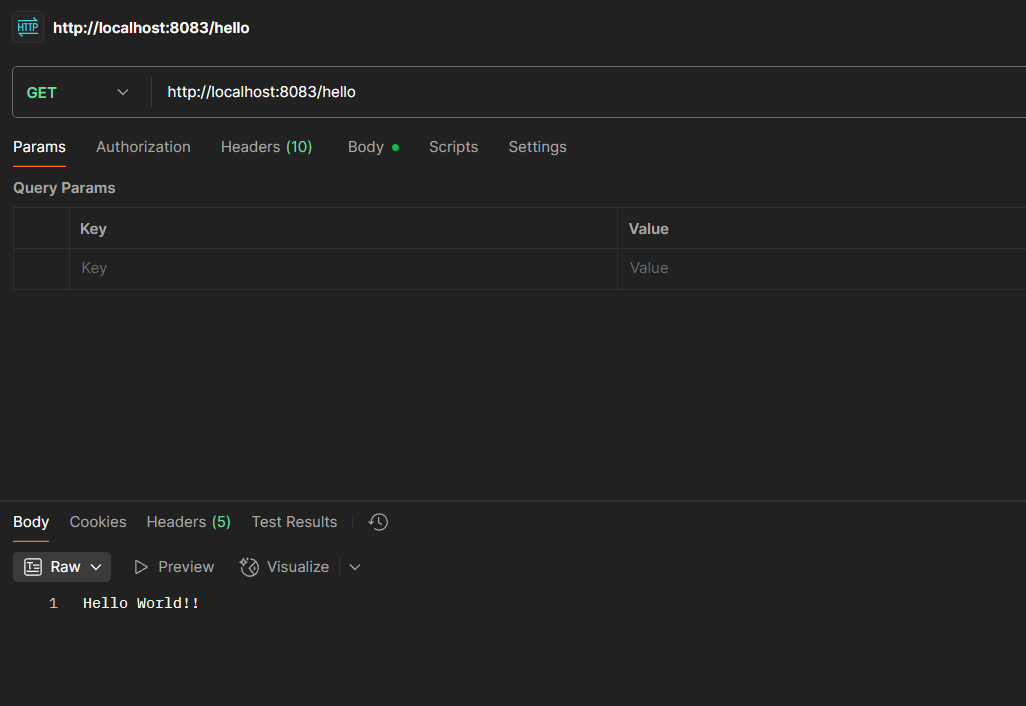 HTTP http://localhost:8083/hello
GET http://localhost:8083/hello
Params Authorization Headers (10) Body Scripts Settings
Query Params
Key Value
Key Value
Body Cookies Headers (5) Test Results
Raw Preview Visualize
1 Hello World!!